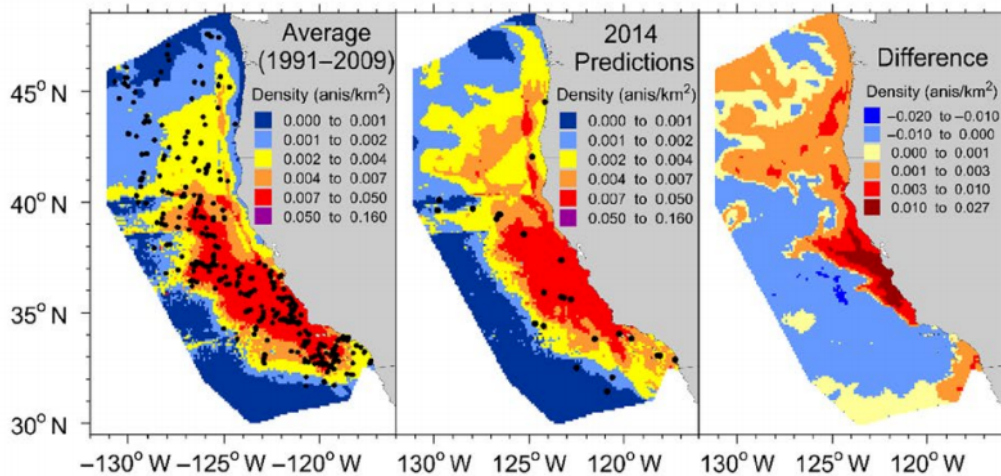 Average
(1991–2009)
Density (anis/km²)
0.000 to 0.001
0.001 to 0.002
0.002 to 0.004
0.004 to 0.007
0.007 to 0.050
0.050 to 0.160
2014
Predictions
Density (anis/km²)
0.000 to 0.001
0.001 to 0.002
0.002 to 0.004
0.004 to 0.007
0.007 to 0.050
0.050 to 0.160
Difference
Density (anis/km²)
−0.020 to −0.010
−0.010 to 0.000
0.000 to 0.001
0.001 to 0.003
0.003 to 0.010
0.010 to 0.027
45° N
40° N
35° N
30° N
−130° W −125° W −120° W 130° W 125° W 120° W 130° W 125° W −120° W